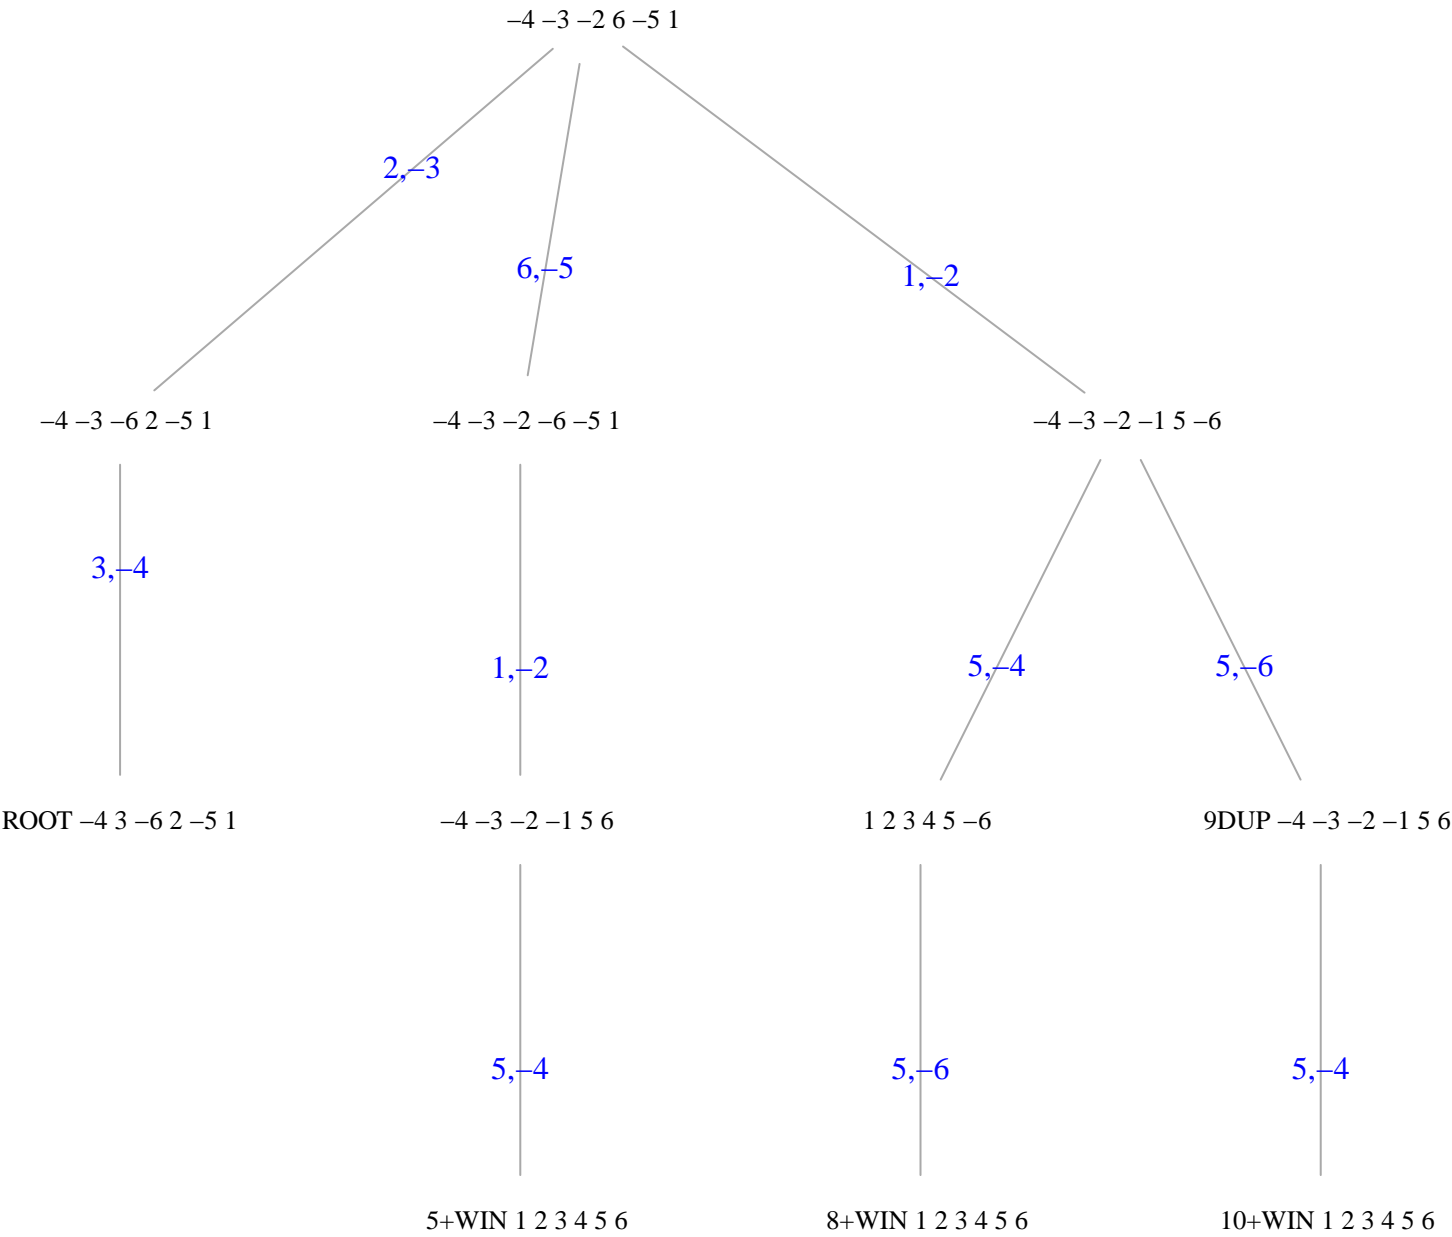 –4 –3 –2 6 –5 1
2,–3
6,–5
1,–2
–4 –3 –6 2 –5 1
–4 –3 –2 –6 –5 1
–4 –3 –2 –1 5 –6
3,–4
1,–2
5,–4
5,–6
ROOT –4 3 –6 2 –5 1
–4 –3 –2 –1 5 6
1 2 3 4 5 –6
9DUP –4 –3 –2 –1 5 6
5,–4
5,–6
5,–4
5+WIN 1 2 3 4 5 6
8+WIN 1 2 3 4 5 6
10+WIN 1 2 3 4 5 6